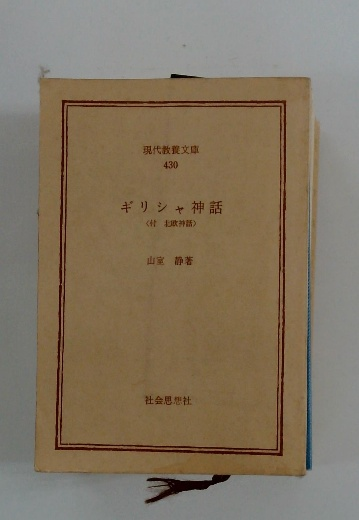 現代教養文庫
430
ギリシャ神話
(付 北欧神話)
山室 静著
社会思想社